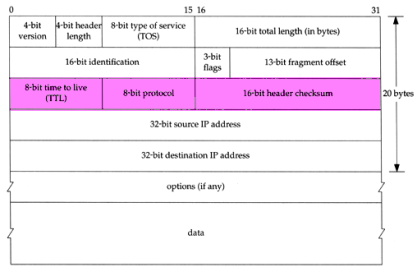 0 15 16 31
4-bit version
4-bit header length
8-bit type of service (TOS)
16-bit total length (in bytes)
16-bit identification
3-bit flags
13-bit fragment offset
8-bit time to live (TTL)
8-bit protocol
16-bit header checksum
20 bytes
32-bit source IP address
32-bit destination IP address
options (if any)
data